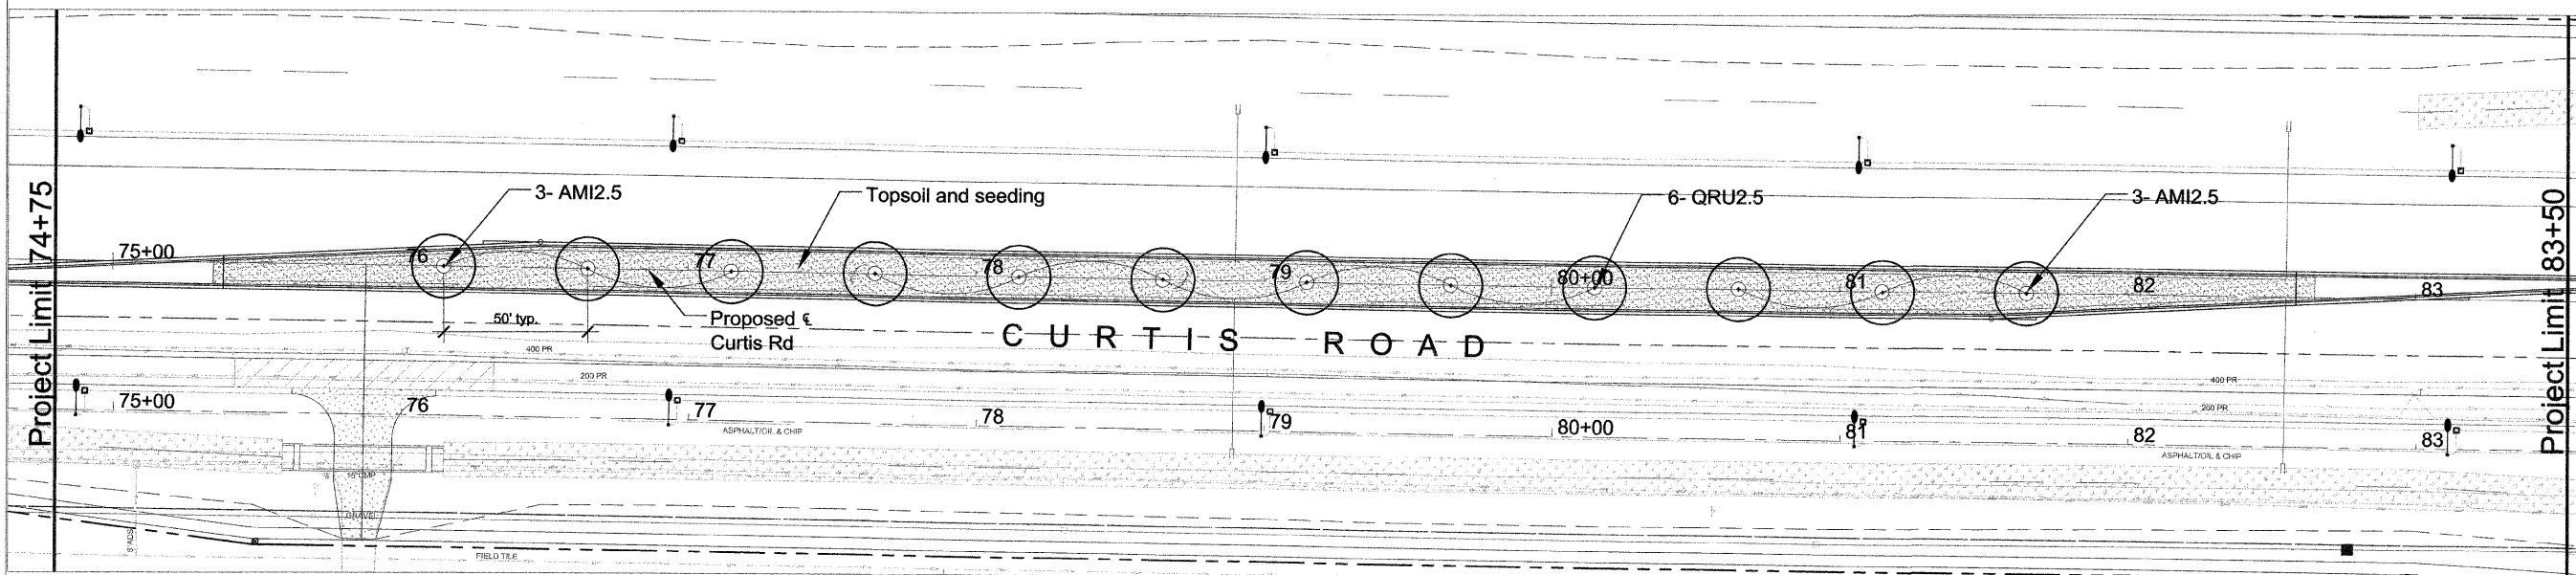 Project Limit 74+75
3- AMI2.5
Topsoil and seeding
6- QRU2.5
3- AMI2.5
Project Limit 83+50
75+00
76
77
78
79
80+00
81
82
83
50' typ.
Proposed ℄
Curtis Rd
CURTIS ROAD
400 PR
200 PR
400 PR
200 PR
75+00
76
77
78
79
80+00
81
82
83
ASPHALT/OIL & CHIP
ASPHALT/OIL & CHIP
GRAVEL
FIELD TILE